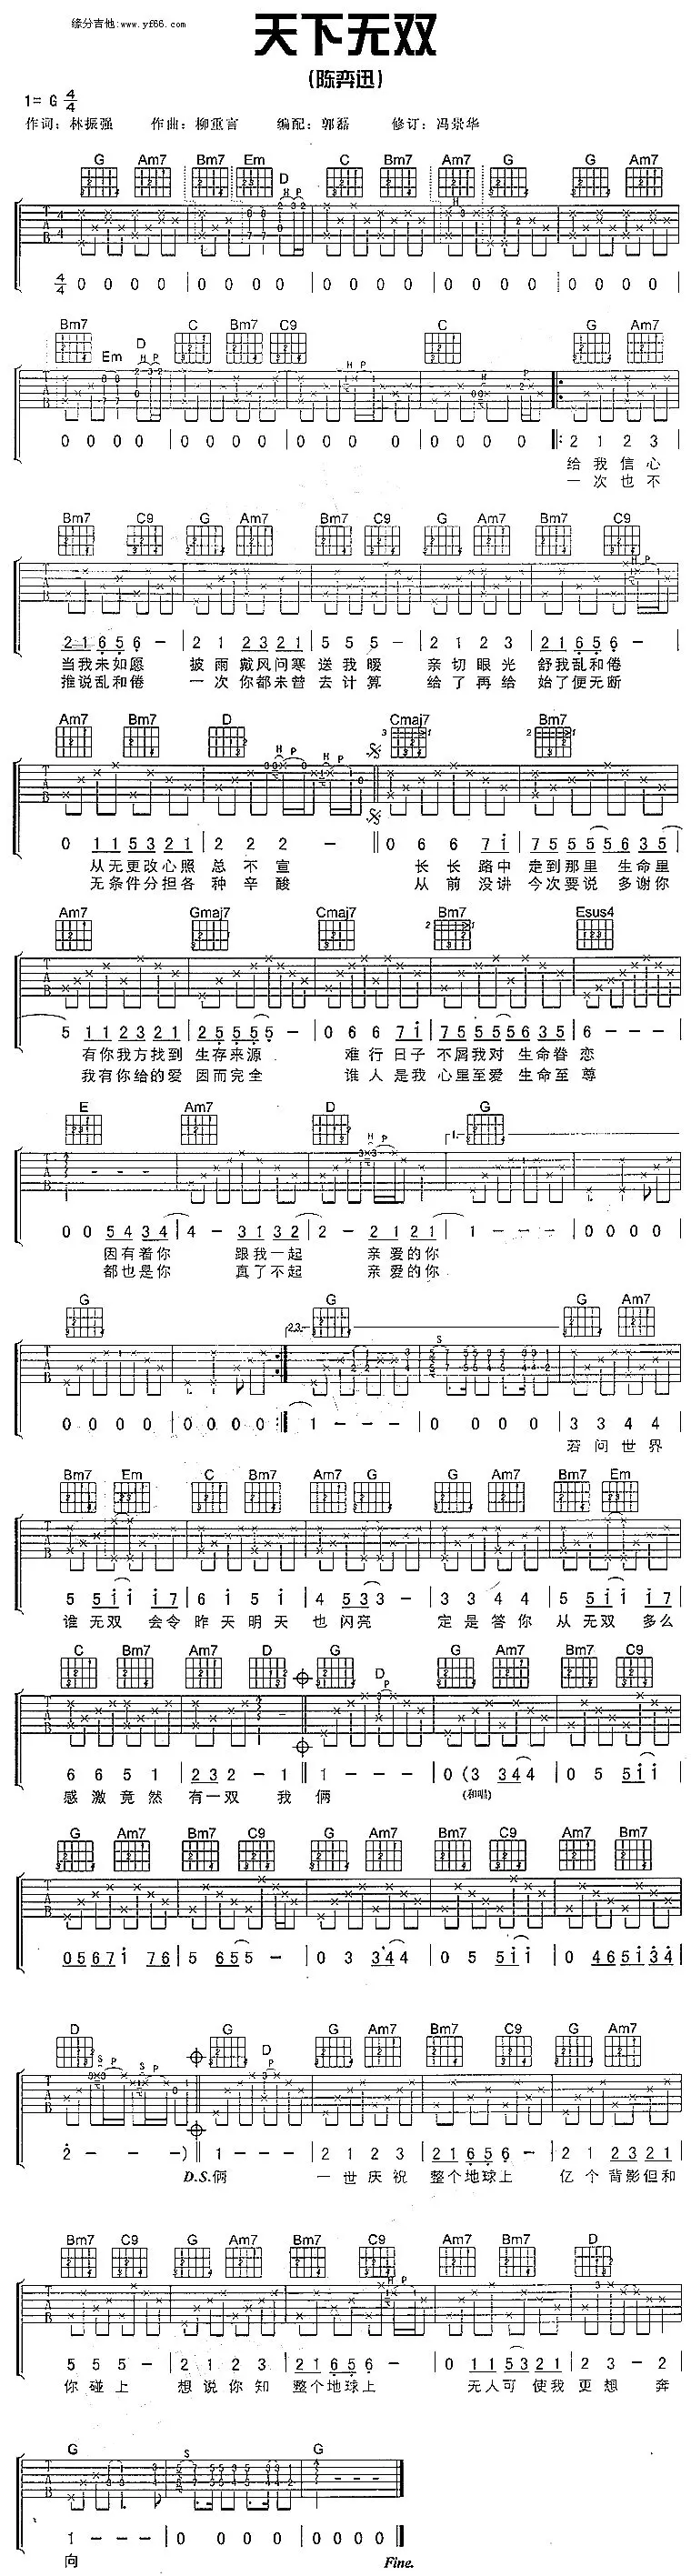 缘分吉他:www.yf66.com
天下无双
(陈奕迅)
1= G 4/4
作词: 林振强 作曲: 柳重言 编配: 郭磊 修订: 冯景华
G Am7 Bm7 Em D C Bm7 Am7 G G Am7
4/4 0 0 0 0 | 0 0 0 0 | 0 0 0 0 | 0 0 0 0 | 0 0 0 0
Bm7 Em D C Bm7 C9 C G Am7
0 0 0 0 | 0 0 0 0 | 0 0 0 0 | 0 0 0 0 |: 2 1 2 3
给 我 信 心
一 次 也 不
Bm7 C9 G Am7 Bm7 C9 G Am7 Bm7 C9
2 1 6 5 6 - | 2 1 2 3 2 1 | 5 5 5 - | 2 1 2 3 | 2 1 6 5 6 -
当我未如愿 披 雨 戴风问寒 送 我 暖 亲 切 眼 光 舒我乱和倦
推说乱和倦 一 次 你都未曾 去 计 算 给 了 再 给 始了便无断
Am7 Bm7 D Cmaj7 Bm7
0 1 1 5 3 2 1 | 2 2 2 - || 0 6 6 7 i | 7 5 5 5 5 6 3 5
从无更改心照 总 不 宣 长 长 路中 走到那里 生命里
无条件分担各 种 辛 酸 从 前 没讲 今次要说 多谢你
Am7 Gmaj7 Cmaj7 Bm7 Esus4
5 1 1 2 3 2 1 | 2 5 5 5 5 - | 0 6 6 7 i | 7 5 5 5 5 6 3 5 | 6 - - -
有你我方找到 生存来源 难行 日子 不屑我对 生命眷 恋
我有你给的爱 因而完全 谁人 是我 心里至爱 生命至 尊
E Am7 D 1. G
0 0 5 4 3 4 | 4 - 3 1 3 2 | 2 - 2 1 2 1 | 1 - - - | 0 0 0 0
因有着你 跟我一起 亲爱的你
都也是你 真了不起 亲爱的你
G 2.3. G G Am7
0 0 0 0 | 0 0 0 0 :| 1 - - - | 0 0 0 0 | 3 3 4 4
若 问 世 界
Bm7 Em C Bm7 Am7 G G Am7 Bm7 Em
5 5 i i i 7 | 6 i 5 i | 4 5 3 3 - | 3 3 4 4 | 5 5 i i i 7
谁 无双 会令 昨 天 明 天 也 闪亮 定 是 答 你 从 无双 多么
C Bm7 Am7 D G D G Am7 Bm7 C9
6 6 5 1 | 2 3 2 - 1 || 1 - - - | 0 (3 3 4 4 | 0 5 5 i i
感 激 竟 然 有一双 我 俩 (和唱)
G Am7 Bm7 C9 G Am7 Bm7 C9 Am7 Bm7
0 5 6 7 i 7 6 | 5 6 5 5 - | 0 3 3 4 4 | 0 5 5 i i | 0 4 6 5 i 3 4
D G D G Am7 Bm7 C9 G Am7
2 - - -) || 1 - - - | 2 1 2 3 | 2 1 6 5 6 - | 2 1 2 3 2 1
D.S.俩 一 世 庆 祝 整个地球上 亿 个 背影但和
Bm7 C9 G Am7 Bm7 C9 Am7 Bm7 D
5 5 5 - | 2 1 2 3 | 2 1 6 5 6 - | 0 1 1 5 3 2 1 | 2 3 - 2
你 碰 上 想 说 你 知 整个地球上 无人可 使我 更 想 奔
G G
1 - - - | 0 0 0 0 | 0 0 0 0
向 Fine.